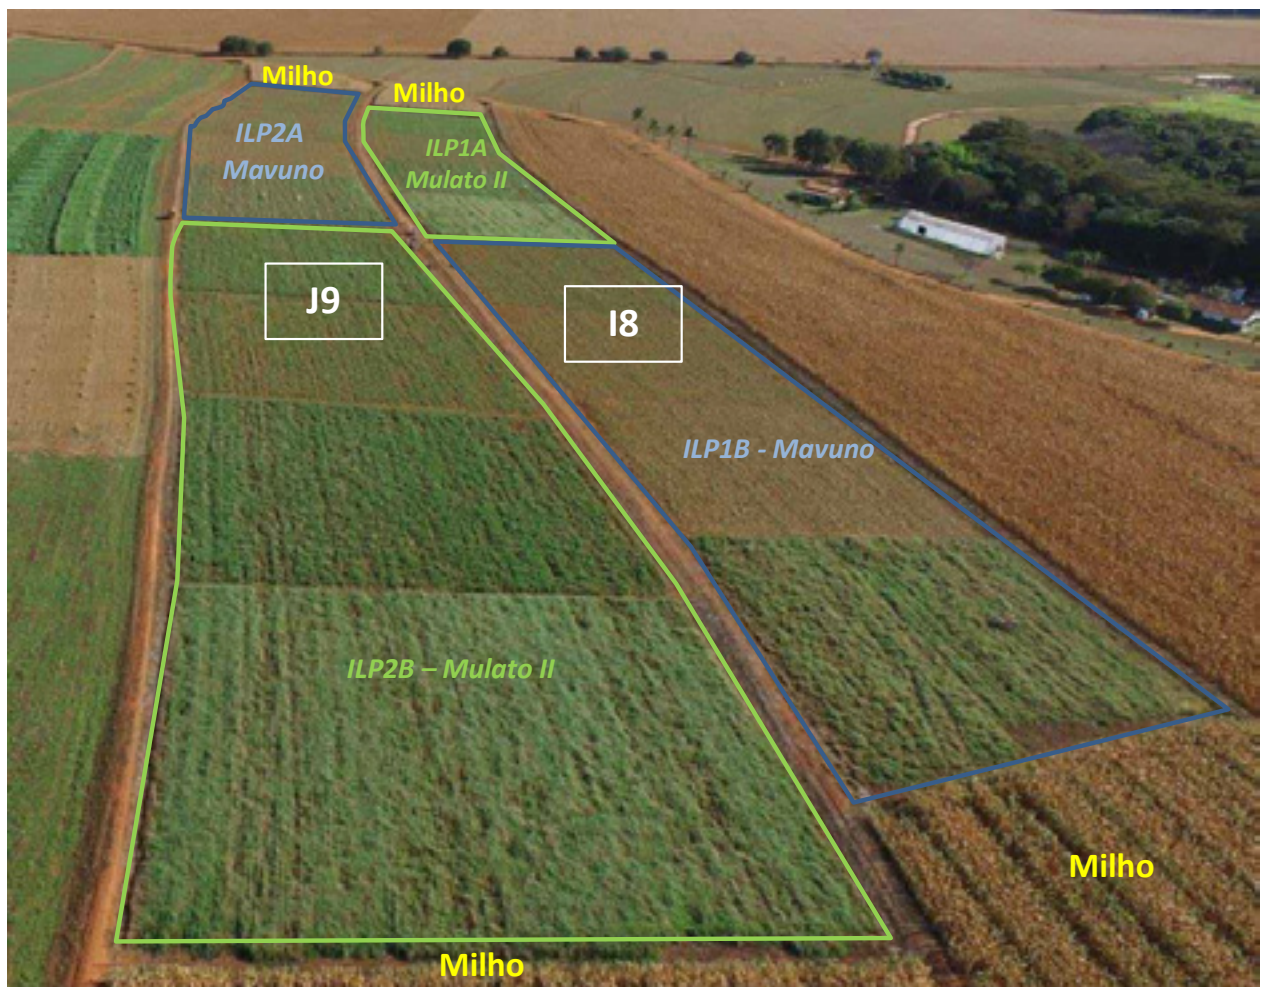 Milho
Milho
ILP2A
Mavuno
ILP1A
Mulato II
J9
I8
ILP1B - Mavuno
ILP2B – Mulato II
Milho
Milho